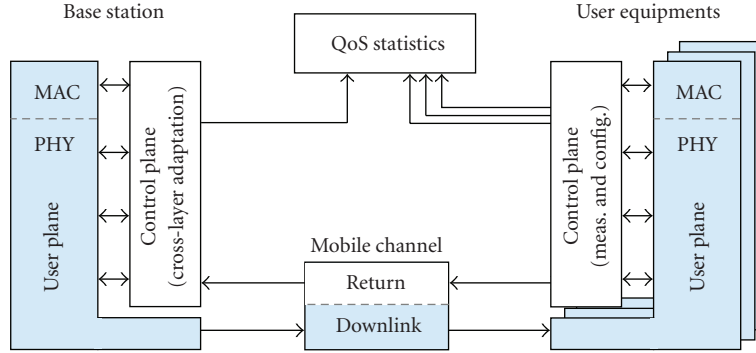 Base station
User equipments
QoS statistics
MAC
PHY
User plane
Control plane
(cross-layer adaptation)
Mobile channel
Return
Downlink
Control plane
(meas. and config.)
MAC
PHY
User plane